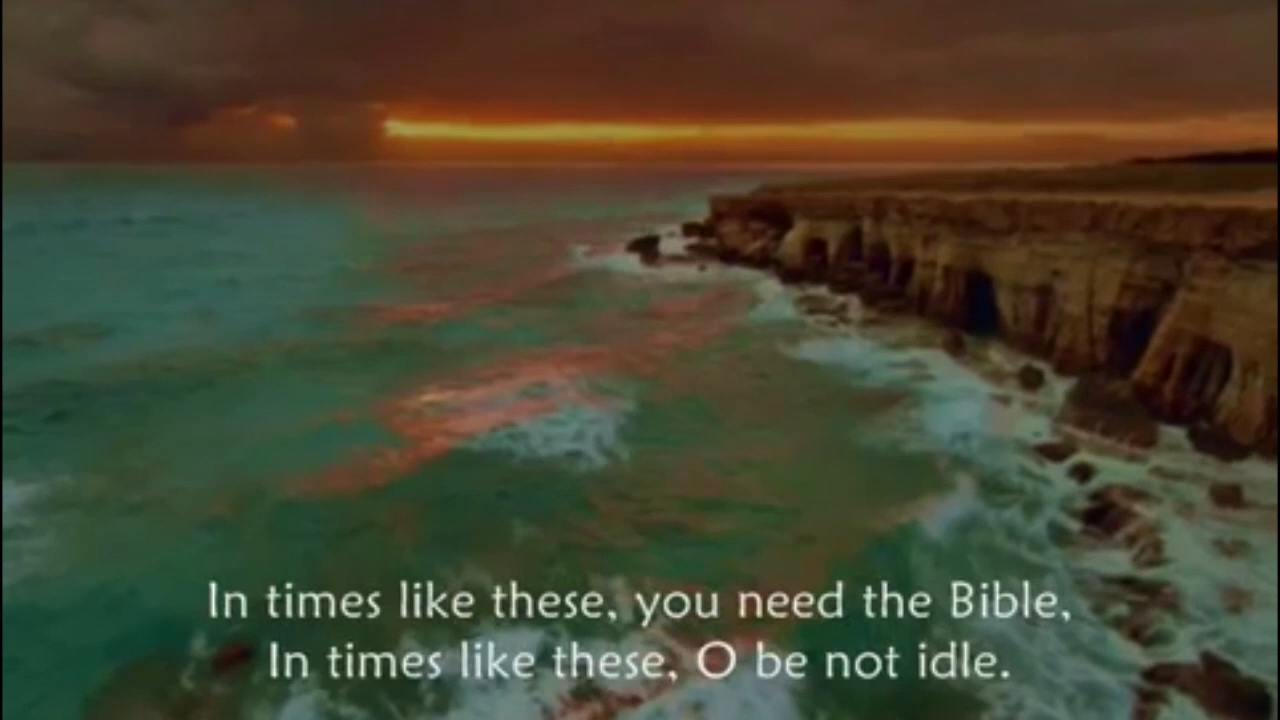 In times like these, you need the Bible,
In times like these, O be not idle.